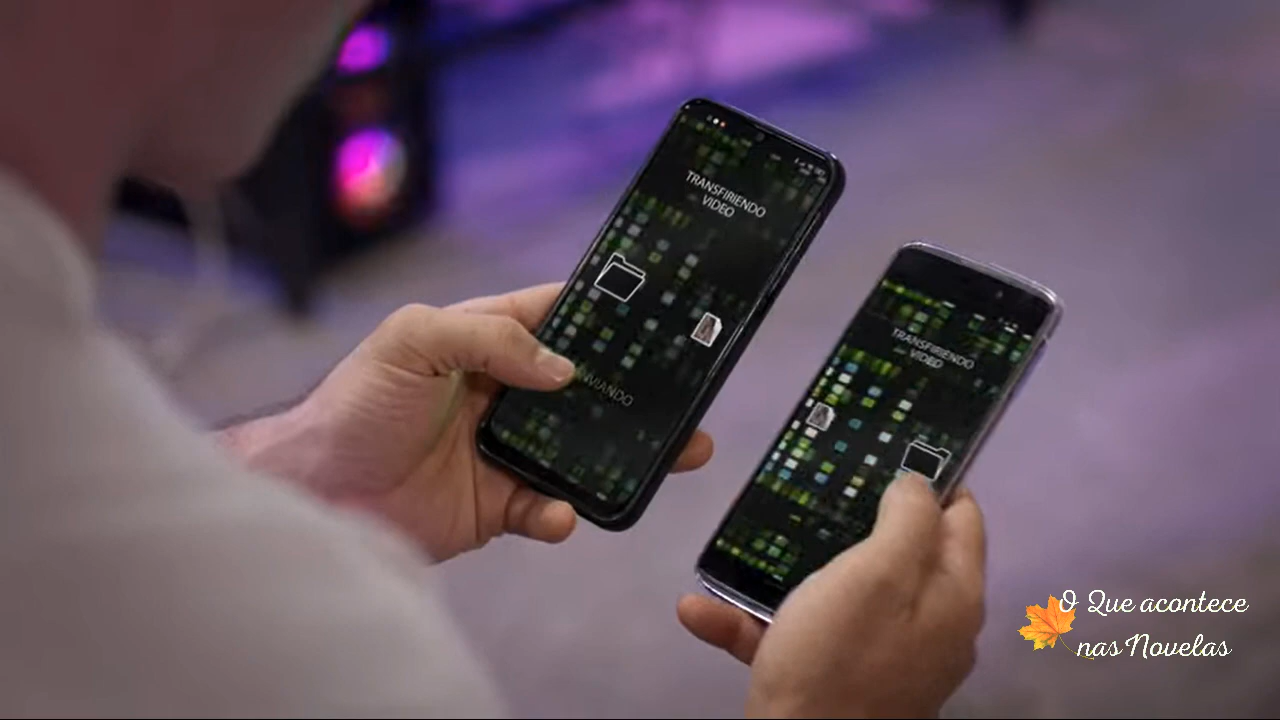 TRANSFIRIENDO
VIDEO
NVIANDO
TRANSFIRIENDO
VIDEO
O Que acontece
nas Novelas